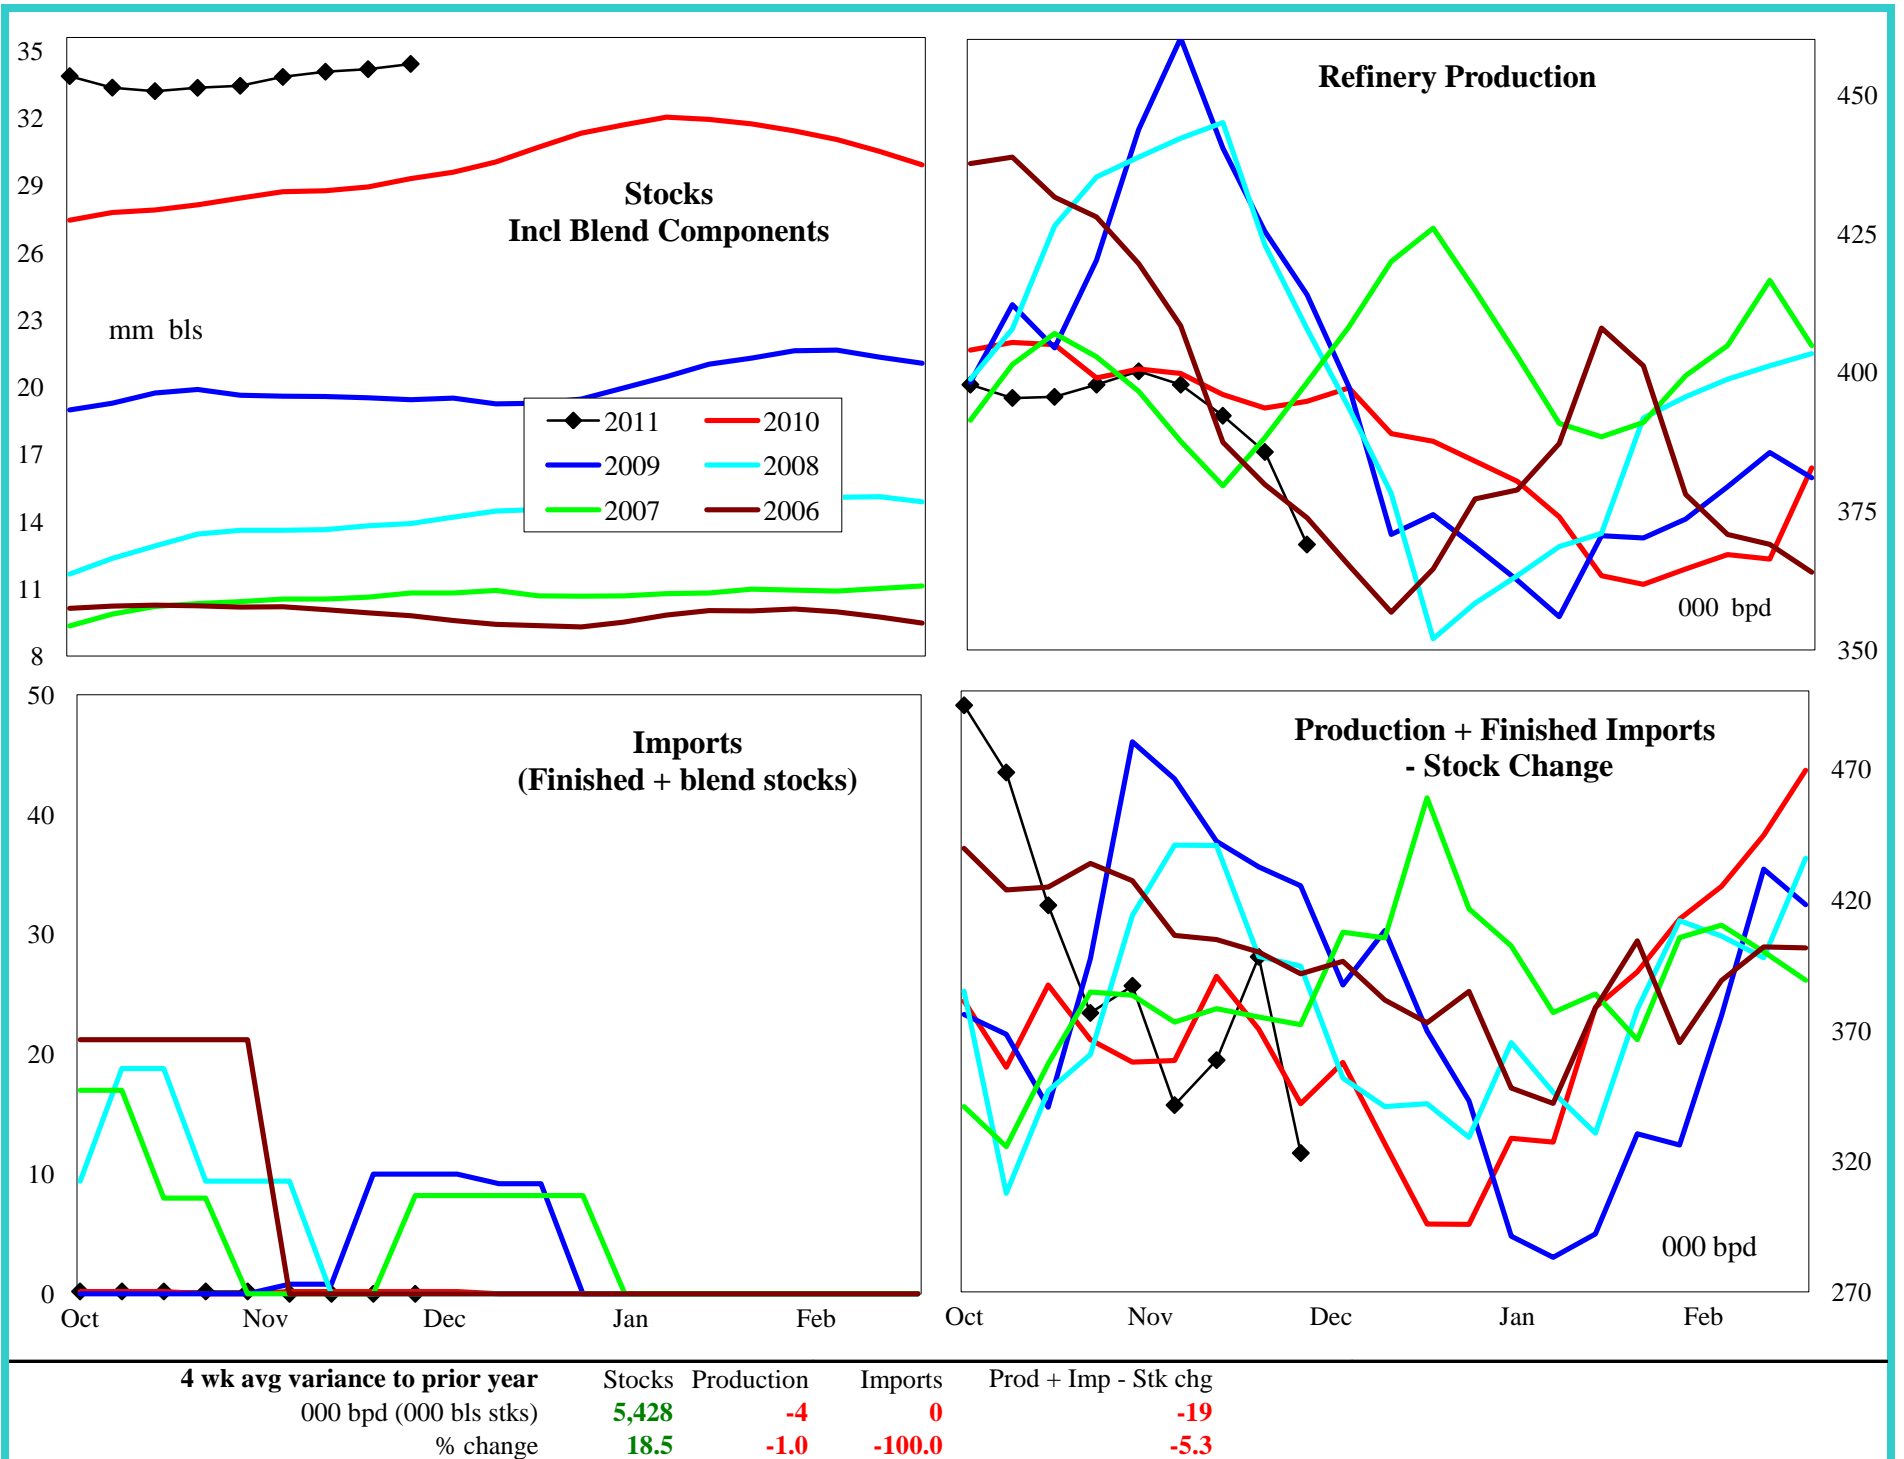 35
32
29
26
23
20
17
14
11
8
Stocks
Incl Blend Components
mm bls
2011 2010
2009 2008
2007 2006
Refinery Production
450
425
400
375
350
000 bpd
50
40
30
20
10
0
Imports
(Finished + blend stocks)
Oct Nov Dec Jan Feb
Production + Finished Imports
- Stock Change
470
420
370
320
270
000 bpd
Oct Nov Dec Jan Feb
4 wk avg variance to prior year Stocks Production Imports Prod + Imp - Stk chg
000 bpd (000 bls stks) 5,428 -4 0 -19
% change 18.5 -1.0 -100.0 -5.3